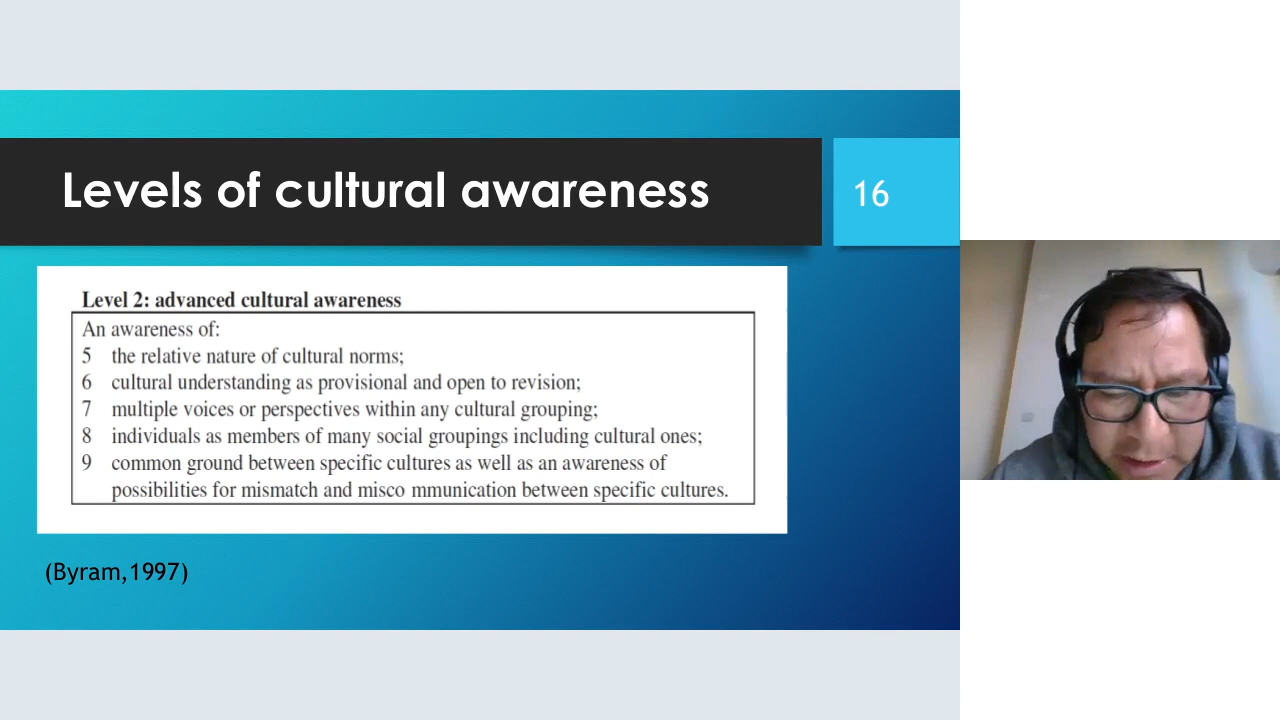 Levels of cultural awareness
16
Level 2: advanced cultural awareness
An awareness of:
5 the relative nature of cultural norms;
6 cultural understanding as provisional and open to revision;
7 multiple voices or perspectives within any cultural grouping;
8 individuals as members of many social groupings including cultural ones;
9 common ground between specific cultures as well as an awareness of
possibilities for mismatch and misco mmunication between specific cultures.
(Byram,1997)